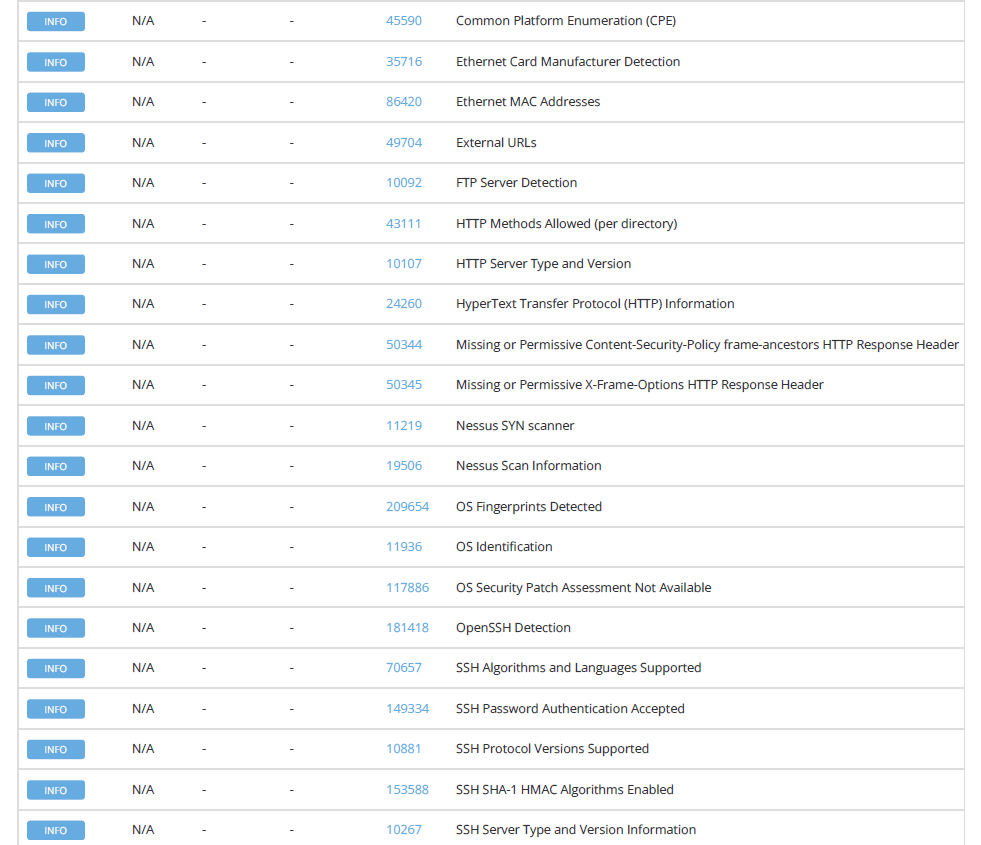 INFO N/A - - 45590 Common Platform Enumeration (CPE)
INFO N/A - - 35716 Ethernet Card Manufacturer Detection
INFO N/A - - 86420 Ethernet MAC Addresses
INFO N/A - - 49704 External URLs
INFO N/A - - 10092 FTP Server Detection
INFO N/A - - 43111 HTTP Methods Allowed (per directory)
INFO N/A - - 10107 HTTP Server Type and Version
INFO N/A - - 24260 HyperText Transfer Protocol (HTTP) Information
INFO N/A - - 50344 Missing or Permissive Content-Security-Policy frame-ancestors HTTP Response Header
INFO N/A - - 50345 Missing or Permissive X-Frame-Options HTTP Response Header
INFO N/A - - 11219 Nessus SYN scanner
INFO N/A - - 19506 Nessus Scan Information
INFO N/A - - 209654 OS Fingerprints Detected
INFO N/A - - 11936 OS Identification
INFO N/A - - 117886 OS Security Patch Assessment Not Available
INFO N/A - - 181418 OpenSSH Detection
INFO N/A - - 70657 SSH Algorithms and Languages Supported
INFO N/A - - 149334 SSH Password Authentication Accepted
INFO N/A - - 10881 SSH Protocol Versions Supported
INFO N/A - - 153588 SSH SHA-1 HMAC Algorithms Enabled
INFO N/A - - 10267 SSH Server Type and Version Information